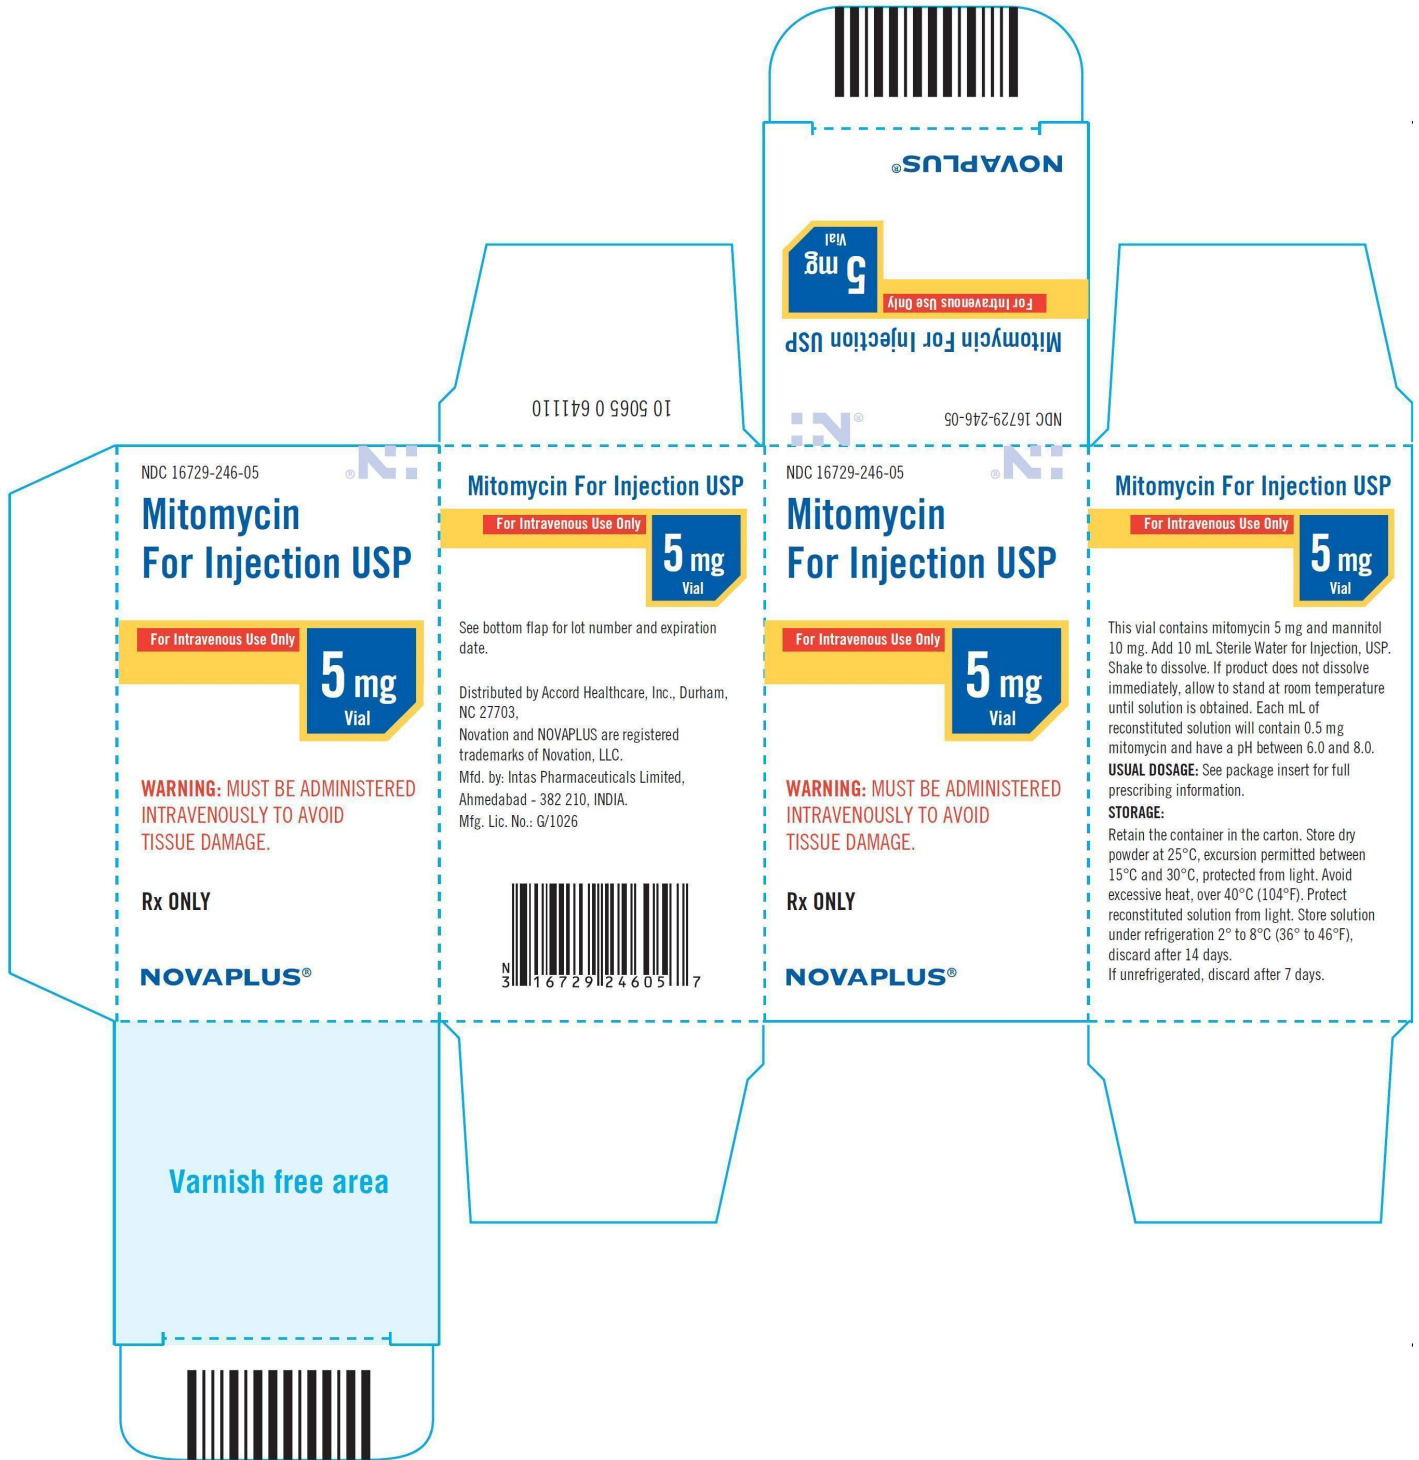 NOVAPLUS®
5 mg
Vial
For Intravenous Use Only
Mitomycin For Injection USP
NDC 16729-246-05
N®
10 5065 0 641110
NDC 16729-246-05
N®
Mitomycin
For Injection USP
For Intravenous Use Only
5 mg
Vial
WARNING: MUST BE ADMINISTERED
INTRAVENOUSLY TO AVOID
TISSUE DAMAGE.
Rx ONLY
NOVAPLUS®
Mitomycin For Injection USP
For Intravenous Use Only
5 mg
Vial
See bottom flap for lot number and expiration
date.
Distributed by Accord Healthcare, Inc., Durham,
NC 27703,
Novation and NOVAPLUS are registered
trademarks of Novation, LLC.
Mfd. by: Intas Pharmaceuticals Limited,
Ahmedabad - 382 210, INDIA.
Mfg. Lic. No.: G/1026
N
3 16729 24605 7
NDC 16729-246-05
N®
Mitomycin
For Injection USP
For Intravenous Use Only
5 mg
Vial
WARNING: MUST BE ADMINISTERED
INTRAVENOUSLY TO AVOID
TISSUE DAMAGE.
Rx ONLY
NOVAPLUS®
Mitomycin For Injection USP
For Intravenous Use Only
5 mg
Vial
This vial contains mitomycin 5 mg and mannitol
10 mg. Add 10 mL Sterile Water for Injection, USP.
Shake to dissolve. If product does not dissolve
immediately, allow to stand at room temperature
until solution is obtained. Each mL of
reconstituted solution will contain 0.5 mg
mitomycin and have a pH between 6.0 and 8.0.
USUAL DOSAGE: See package insert for full
prescribing information.
STORAGE:
Retain the container in the carton. Store dry
powder at 25°C, excursion permitted between
15°C and 30°C, protected from light. Avoid
excessive heat, over 40°C (104°F). Protect
reconstituted solution from light. Store solution
under refrigeration 2° to 8°C (36° to 46°F),
discard after 14 days.
If unrefrigerated, discard after 7 days.
Varnish free area